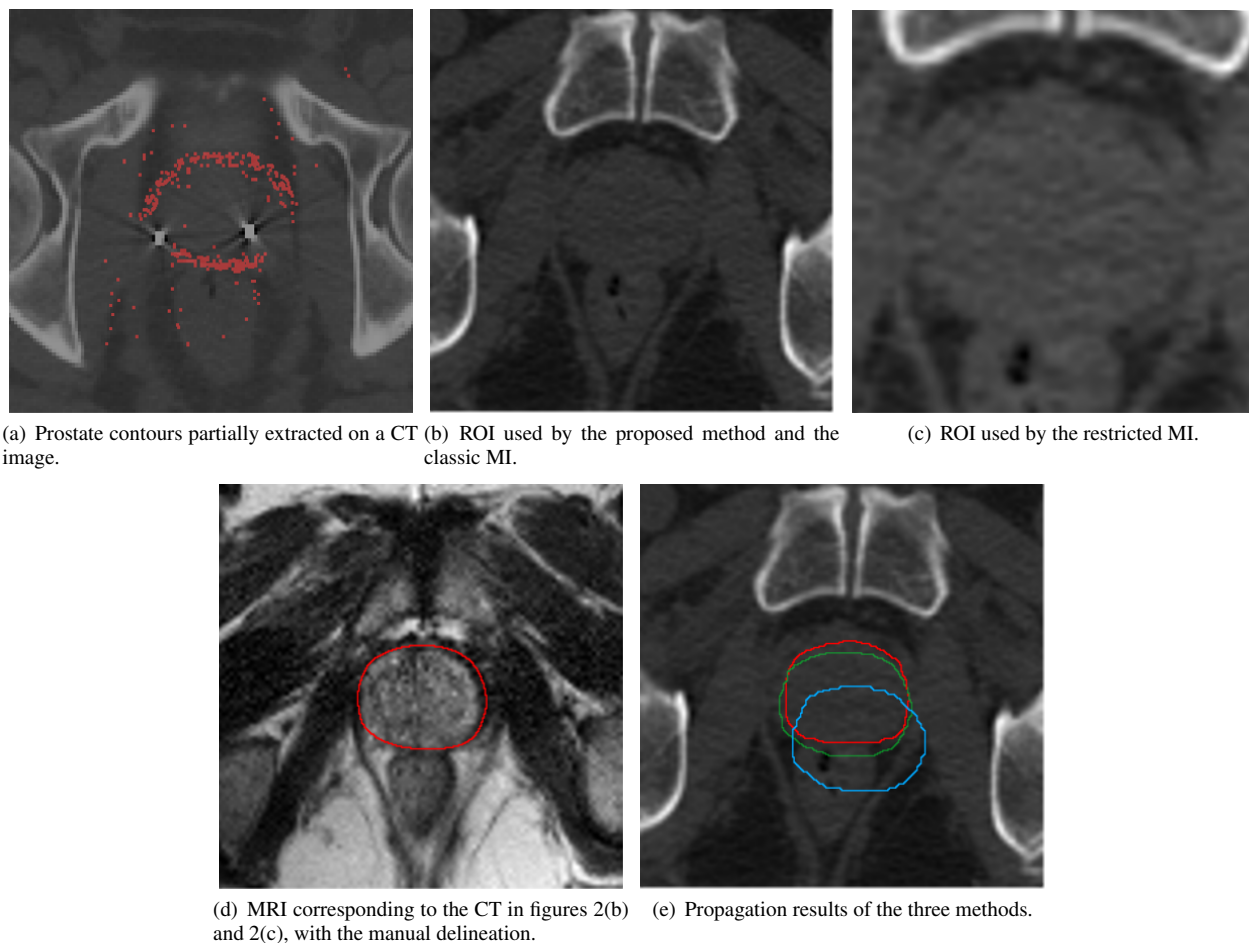 (a) Prostate contours partially extracted on a CT
image.
(b) ROI used by the proposed method and the
classic MI.
(c) ROI used by the restricted MI.
(d) MRI corresponding to the CT in figures 2(b)
and 2(c), with the manual delineation.
(e) Propagation results of the three methods.